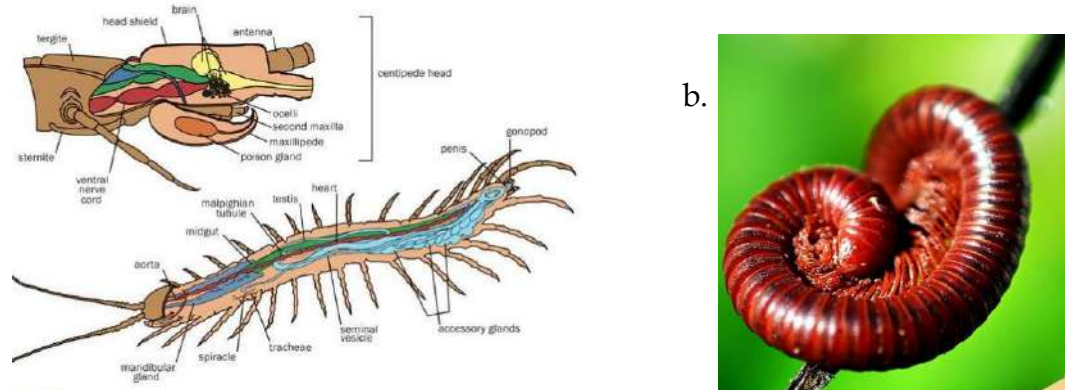 brain
head shield
antenna
tergite
centipede head
ocelli
second maxilla
maxillipede
poison gland
sternite
ventral
nerve
cord
gonopod
penis
heart
testis
malpighian
tubule
midgut
aorta
accessory glands
seminal
vesicle
tracheae
spiracle
mandibular
gland
b.